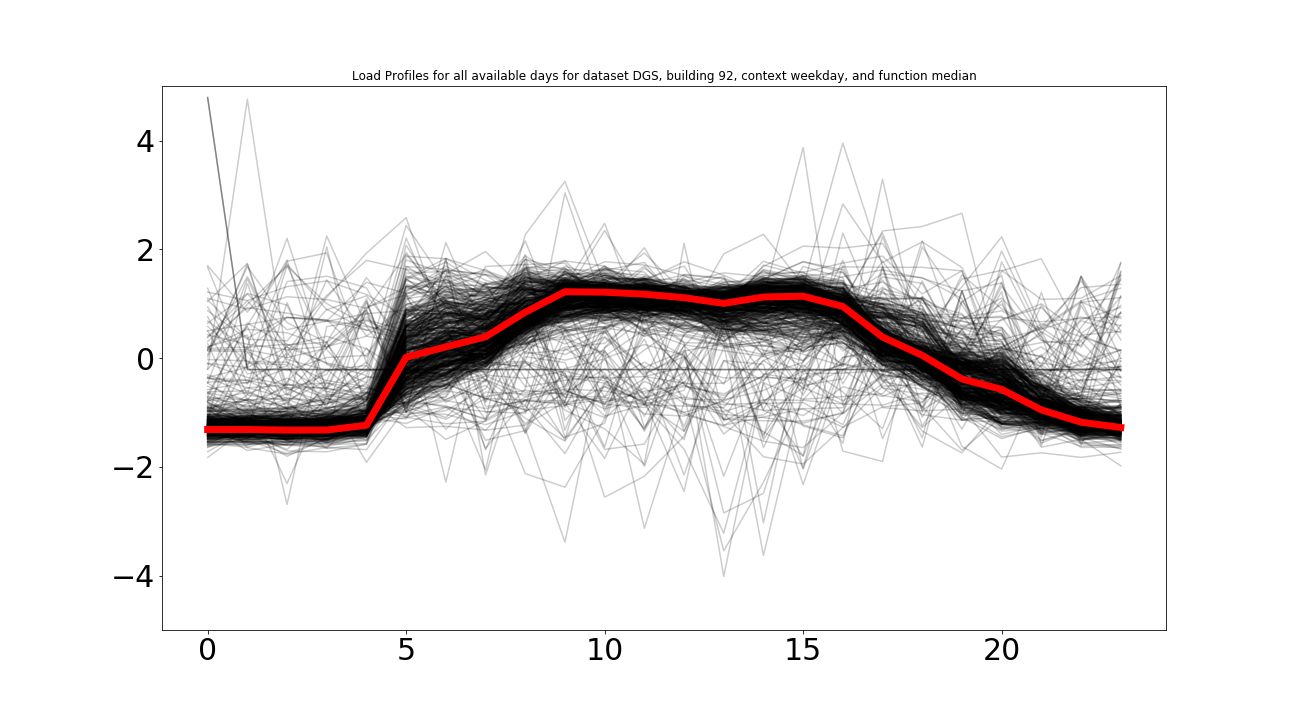 Load Profiles for all available days for dataset DGS, building 92, context weekday, and function median
4
2
0
−2
−4
0 5 10 15 20